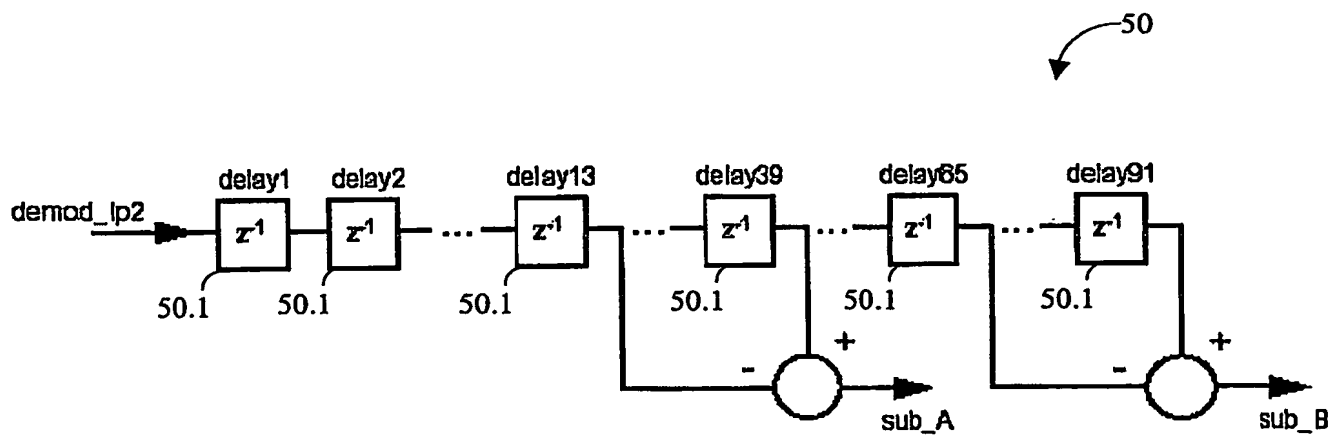 50
delay1 delay2 delay13 delay39 delay65 delay91
demod_lp2
z-1 z-1 z-1 z-1 z-1 z-1
50.1 50.1 50.1 50.1 50.1 50.1
- + - +
sub_A sub_B